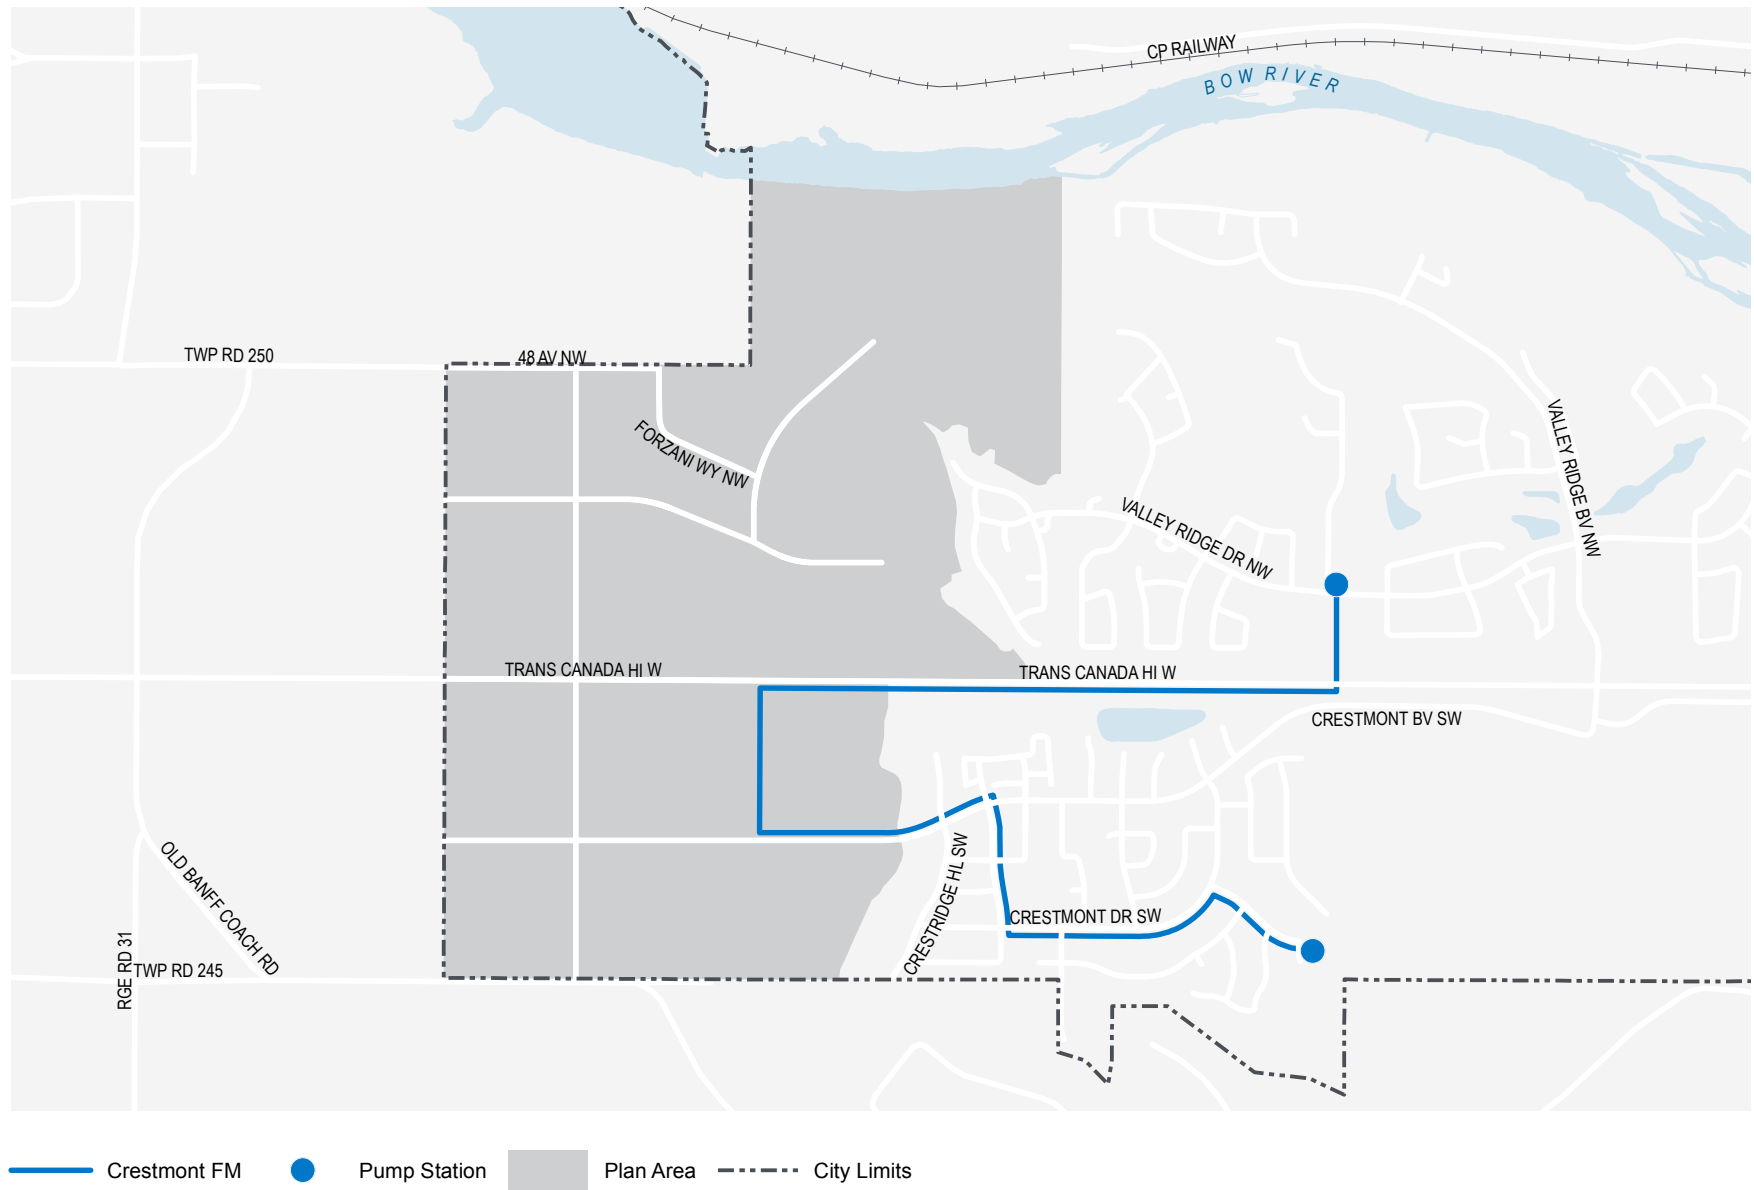 CP RAILWAY
BOW RIVER
TWP RD 250
48 AV NW
FORZANI WY NW
VALLEY RIDGE BV NW
VALLEY RIDGE DR NW
TRANS CANADA HI W
TRANS CANADA HI W
CRESTMONT BV SW
OLD BANFF COACH RD
CRESTRIDGE HL SW
CRESTMONT DR SW
RGE RD 31
TWP RD 245
Crestmont FM
Pump Station
Plan Area
City Limits